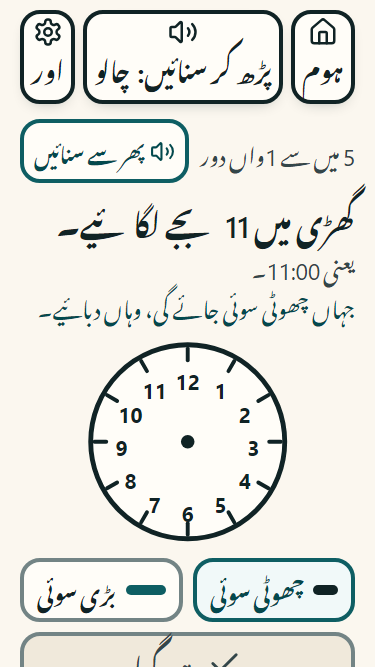 ہوم
پڑھ کر سنائیں: چالو
اور
5 میں سے 1واں دور
پھر سے سنائیں
گھڑی میں 11 بجے لگائیے۔
یعنی 11:00۔
جہاں چھوٹی سوئی جائے گی، وہاں دبائیے۔
12
11 1
10 2
9 3
8 4
7 5
6
چھوٹی سوئی
بڑی سوئی